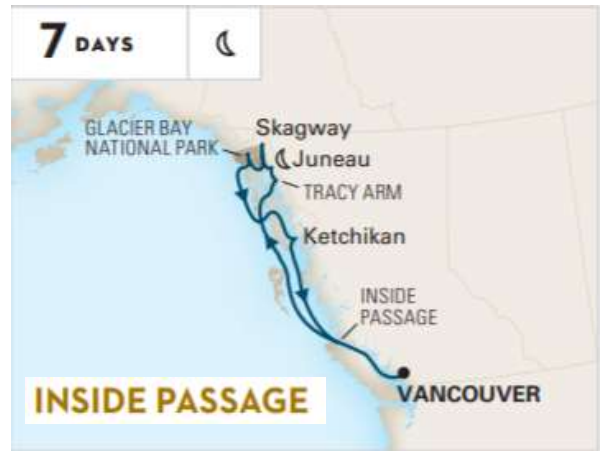 7 DAYS
GLACIER BAY
NATIONAL PARK
Skagway
Juneau
TRACY ARM
Ketchikan
INSIDE
PASSAGE
VANCOUVER
INSIDE PASSAGE